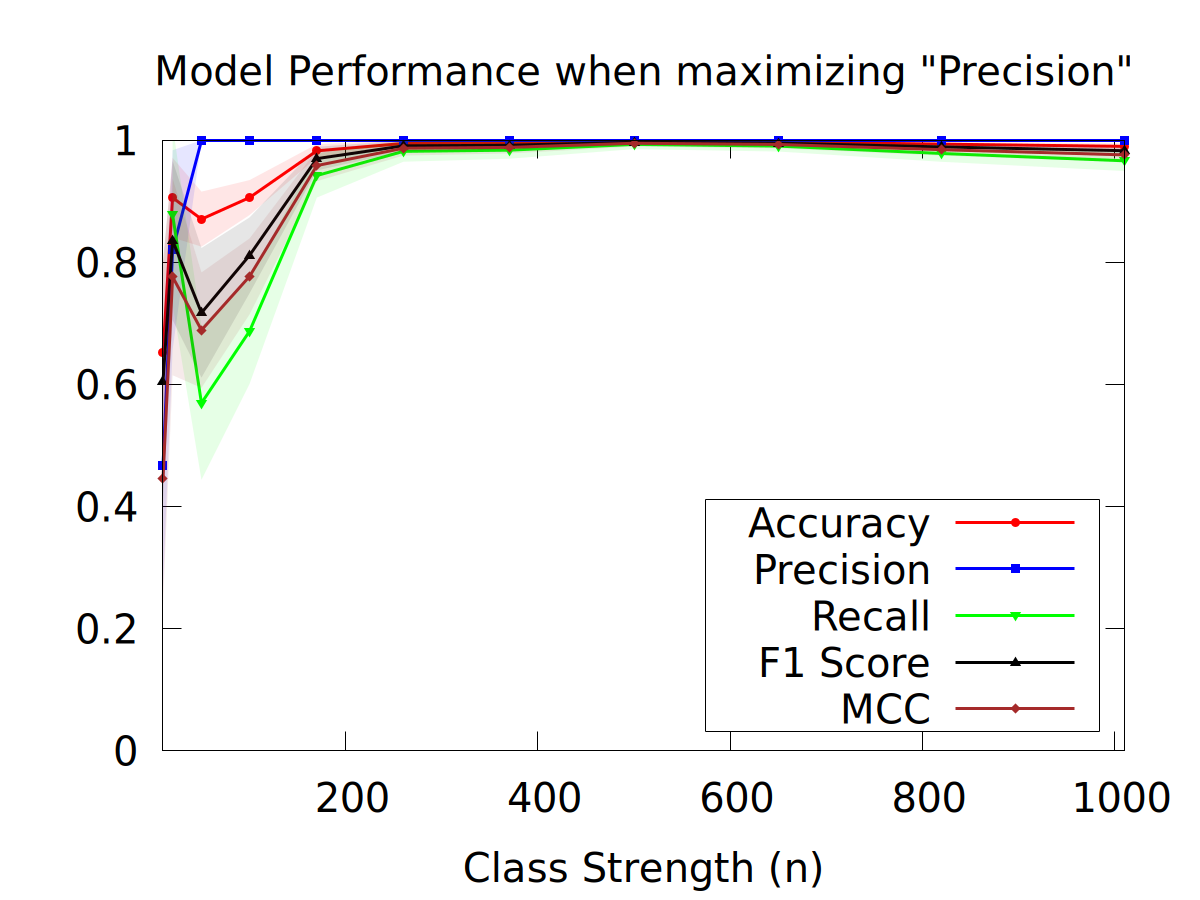 Model Performance when maximizing "Precision"
1
0.8
0.6
0.4
0.2
0
Accuracy
Precision
Recall
F1 Score
MCC
200 400 600 800 1000
Class Strength (n)